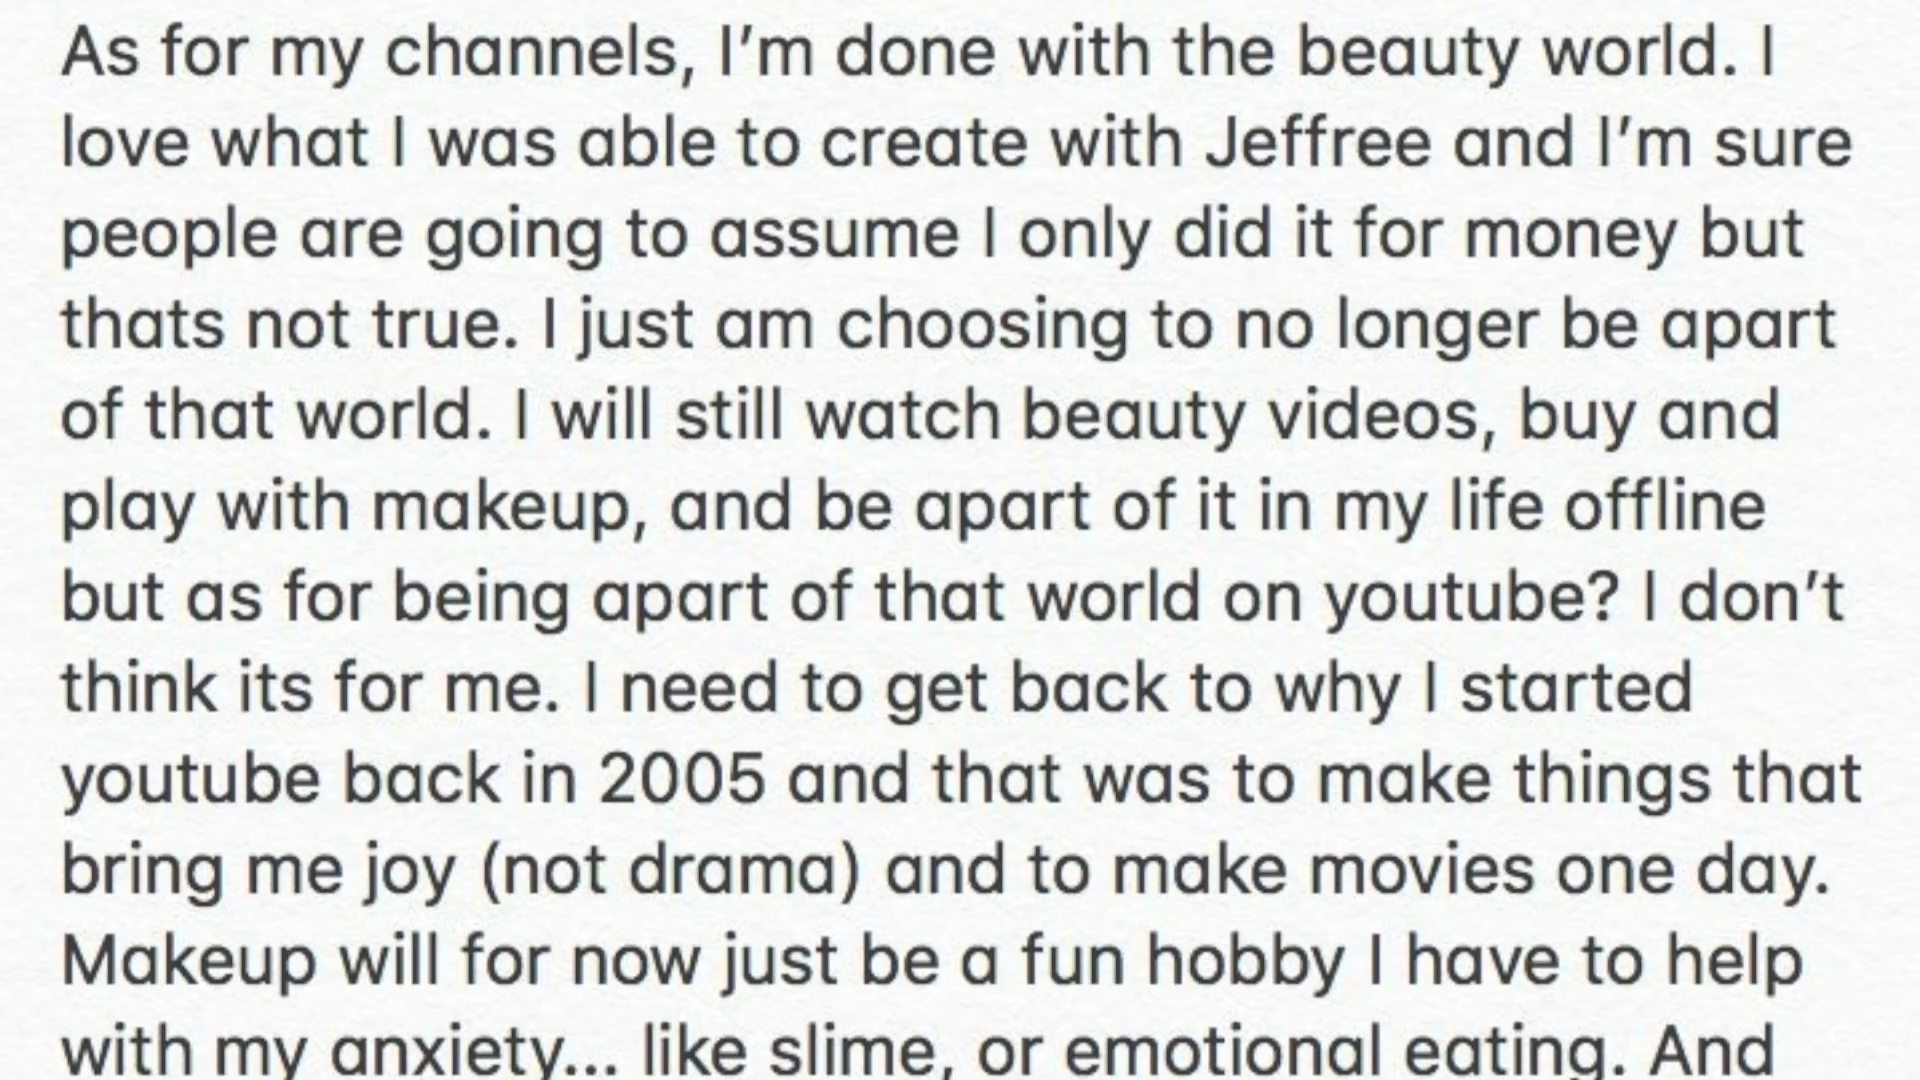 As for my channels, I’m done with the beauty world. I
love what I was able to create with Jeffree and I’m sure
people are going to assume I only did it for money but
thats not true. I just am choosing to no longer be apart
of that world. I will still watch beauty videos, buy and
play with makeup, and be apart of it in my life offline
but as for being apart of that world on youtube? I don’t
think its for me. I need to get back to why I started
youtube back in 2005 and that was to make things that
bring me joy (not drama) and to make movies one day.
Makeup will for now just be a fun hobby I have to help
with my anxiety... like slime, or emotional eating. And